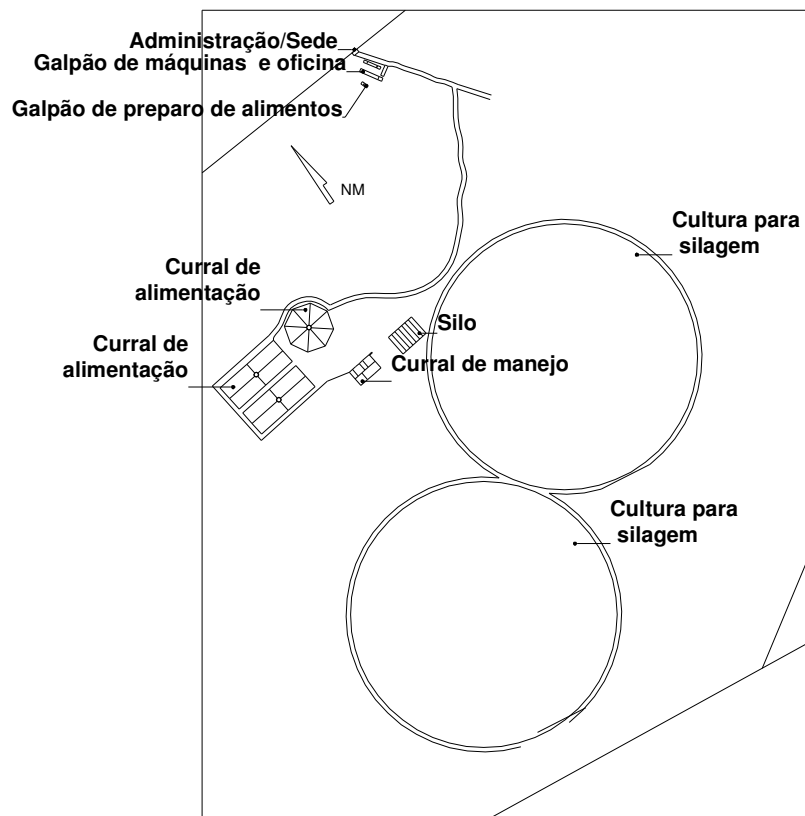 Administração/Sede
Galpão de máquinas e oficina
Galpão de preparo de alimentos
NM
Cultura para
silagem
Curral de
alimentação
Silo
Curral de
alimentação
Curral de manejo
Cultura para
silagem